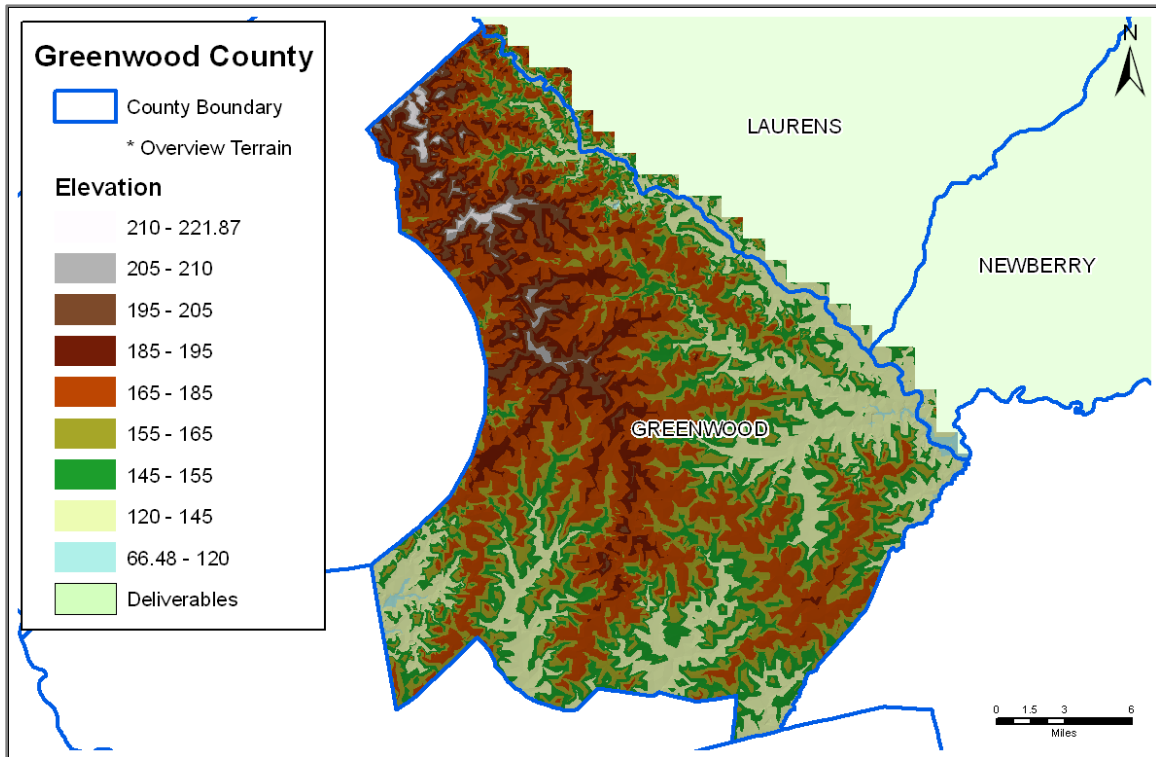 Greenwood County
County Boundary
* Overview Terrain
Elevation
210 - 221.87
205 - 210
195 - 205
185 - 195
165 - 185
155 - 165
145 - 155
120 - 145
66.48 - 120
Deliverables
N
LAURENS
NEWBERRY
GREENWOOD
0 1.5 3 6
Miles